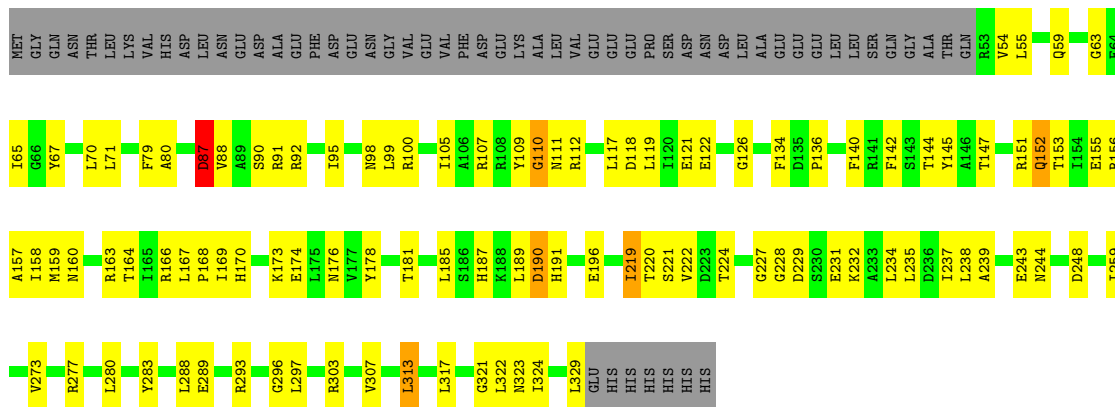 MET GLY GLN ASN THR LEU LYS VAL HIS ASP LEU ASN GLU ASP ALA GLU PHE ASP GLU ASN GLY VAL GLU VAL PHE ASP GLU LYS ALA LEU VAL GLU GLU GLU PRO SER ASP ASN ASP LEU ALA GLU GLU GLU LEU LEU SER GLN GLY ALA THR GLN R53 V54 L55 Q59 G63 E64
I65 G66 Y67 L70 L71 F79 A80 D87 V88 A89 S90 R91 R92 I95 N98 L99 R100 I105 A106 R107 R108 Y109 G110 N111 R112 L117 D118 L119 I120 E121 E122 G126 F134 D135 P136 F140 R141 F142 S143 T144 Y145 A146 T147 R151 Q152 T153 I154 E155 R156
A157 I158 M159 N160 R163 T164 I165 R166 L167 P168 I169 H170 K173 E174 L175 N176 V177 Y178 T181 L185 S186 H187 K188 L189 D190 H191 E196 I219 T220 S221 V222 D223 T224 G227 G228 D229 S230 E231 K232 A233 L234 L235 D236 I237 L238 A239 E243 N244 D248
V273 R277 L280 Y283 L288 E289 R293 G296 L297 R303 V307 L313 L317 G321 L322 N323 I324 L329 GLU HIS HIS HIS HIS HIS HIS